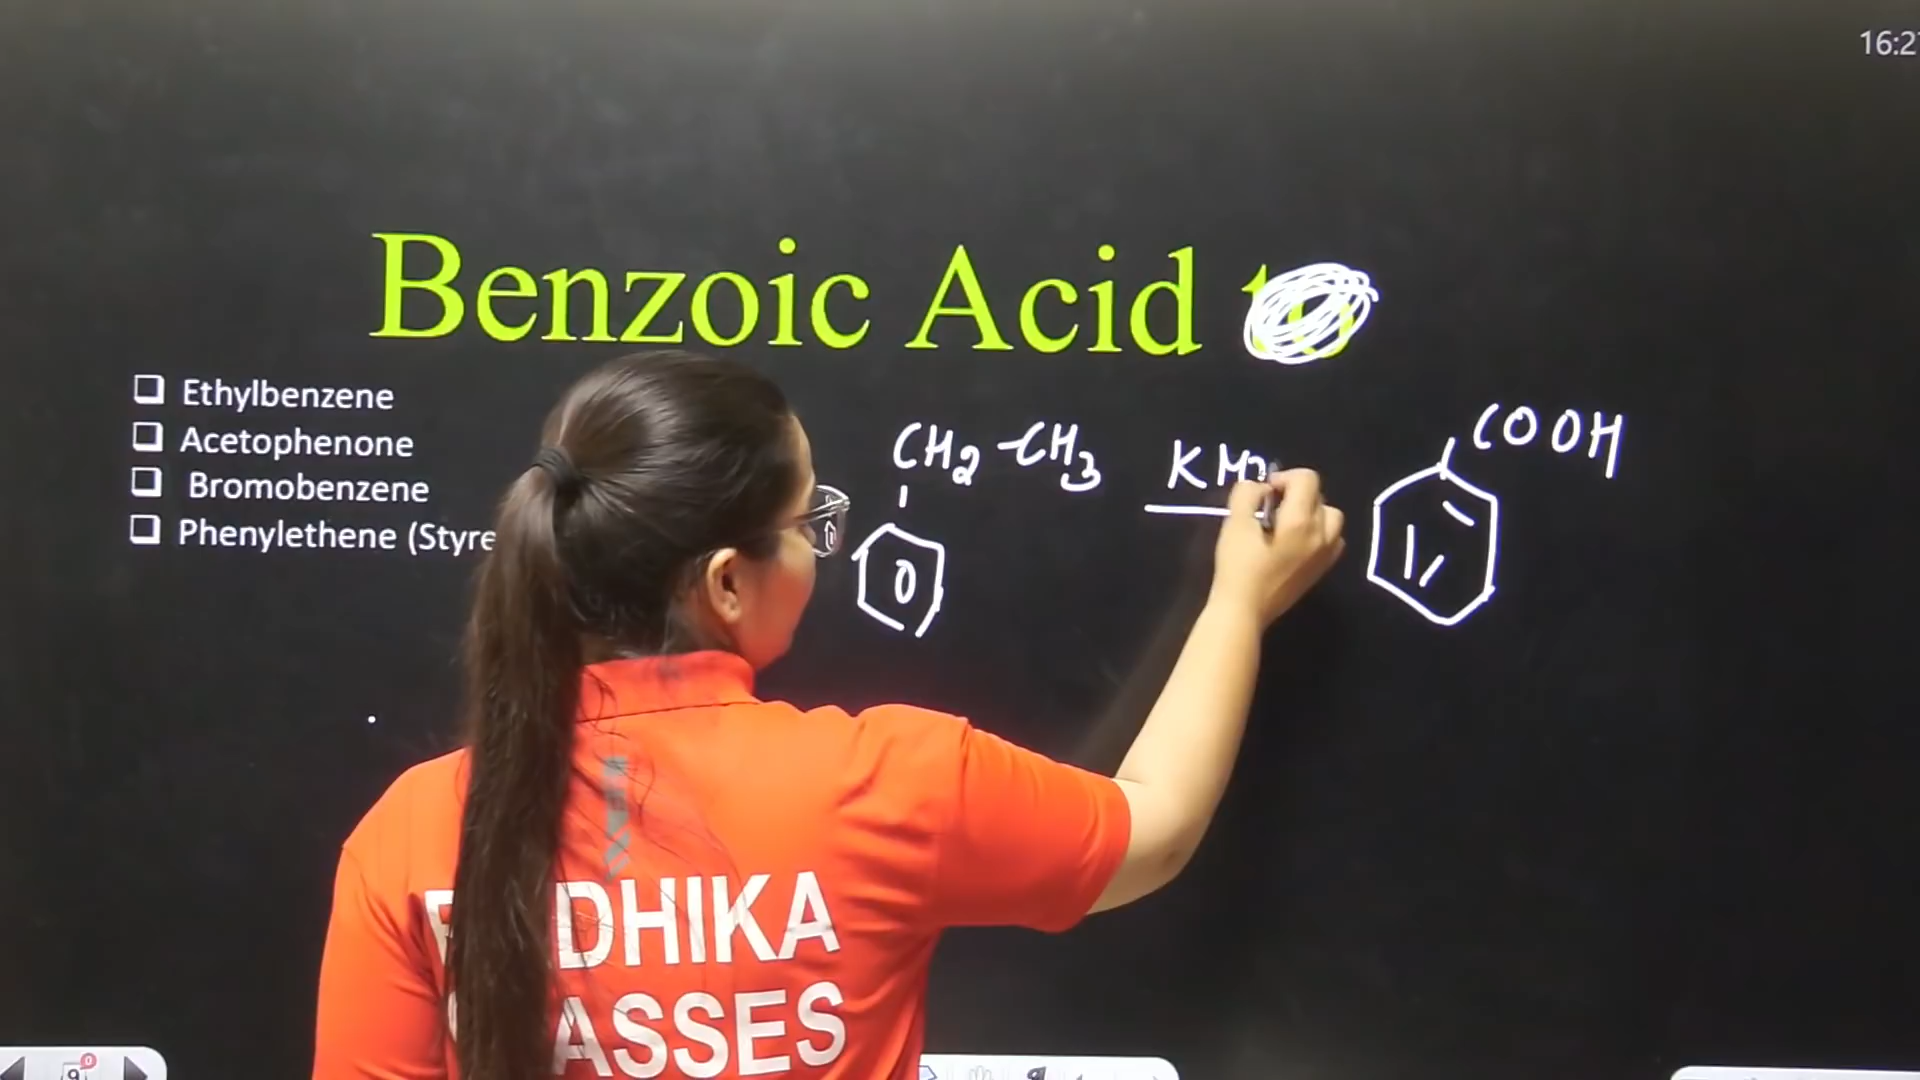 16:2
Benzoic Acid
Ethylbenzene
Acetophenone
Bromobenzene
Phenylethene (Styre
CH2-CH3
KM
COOH
DHIKA
ASSES